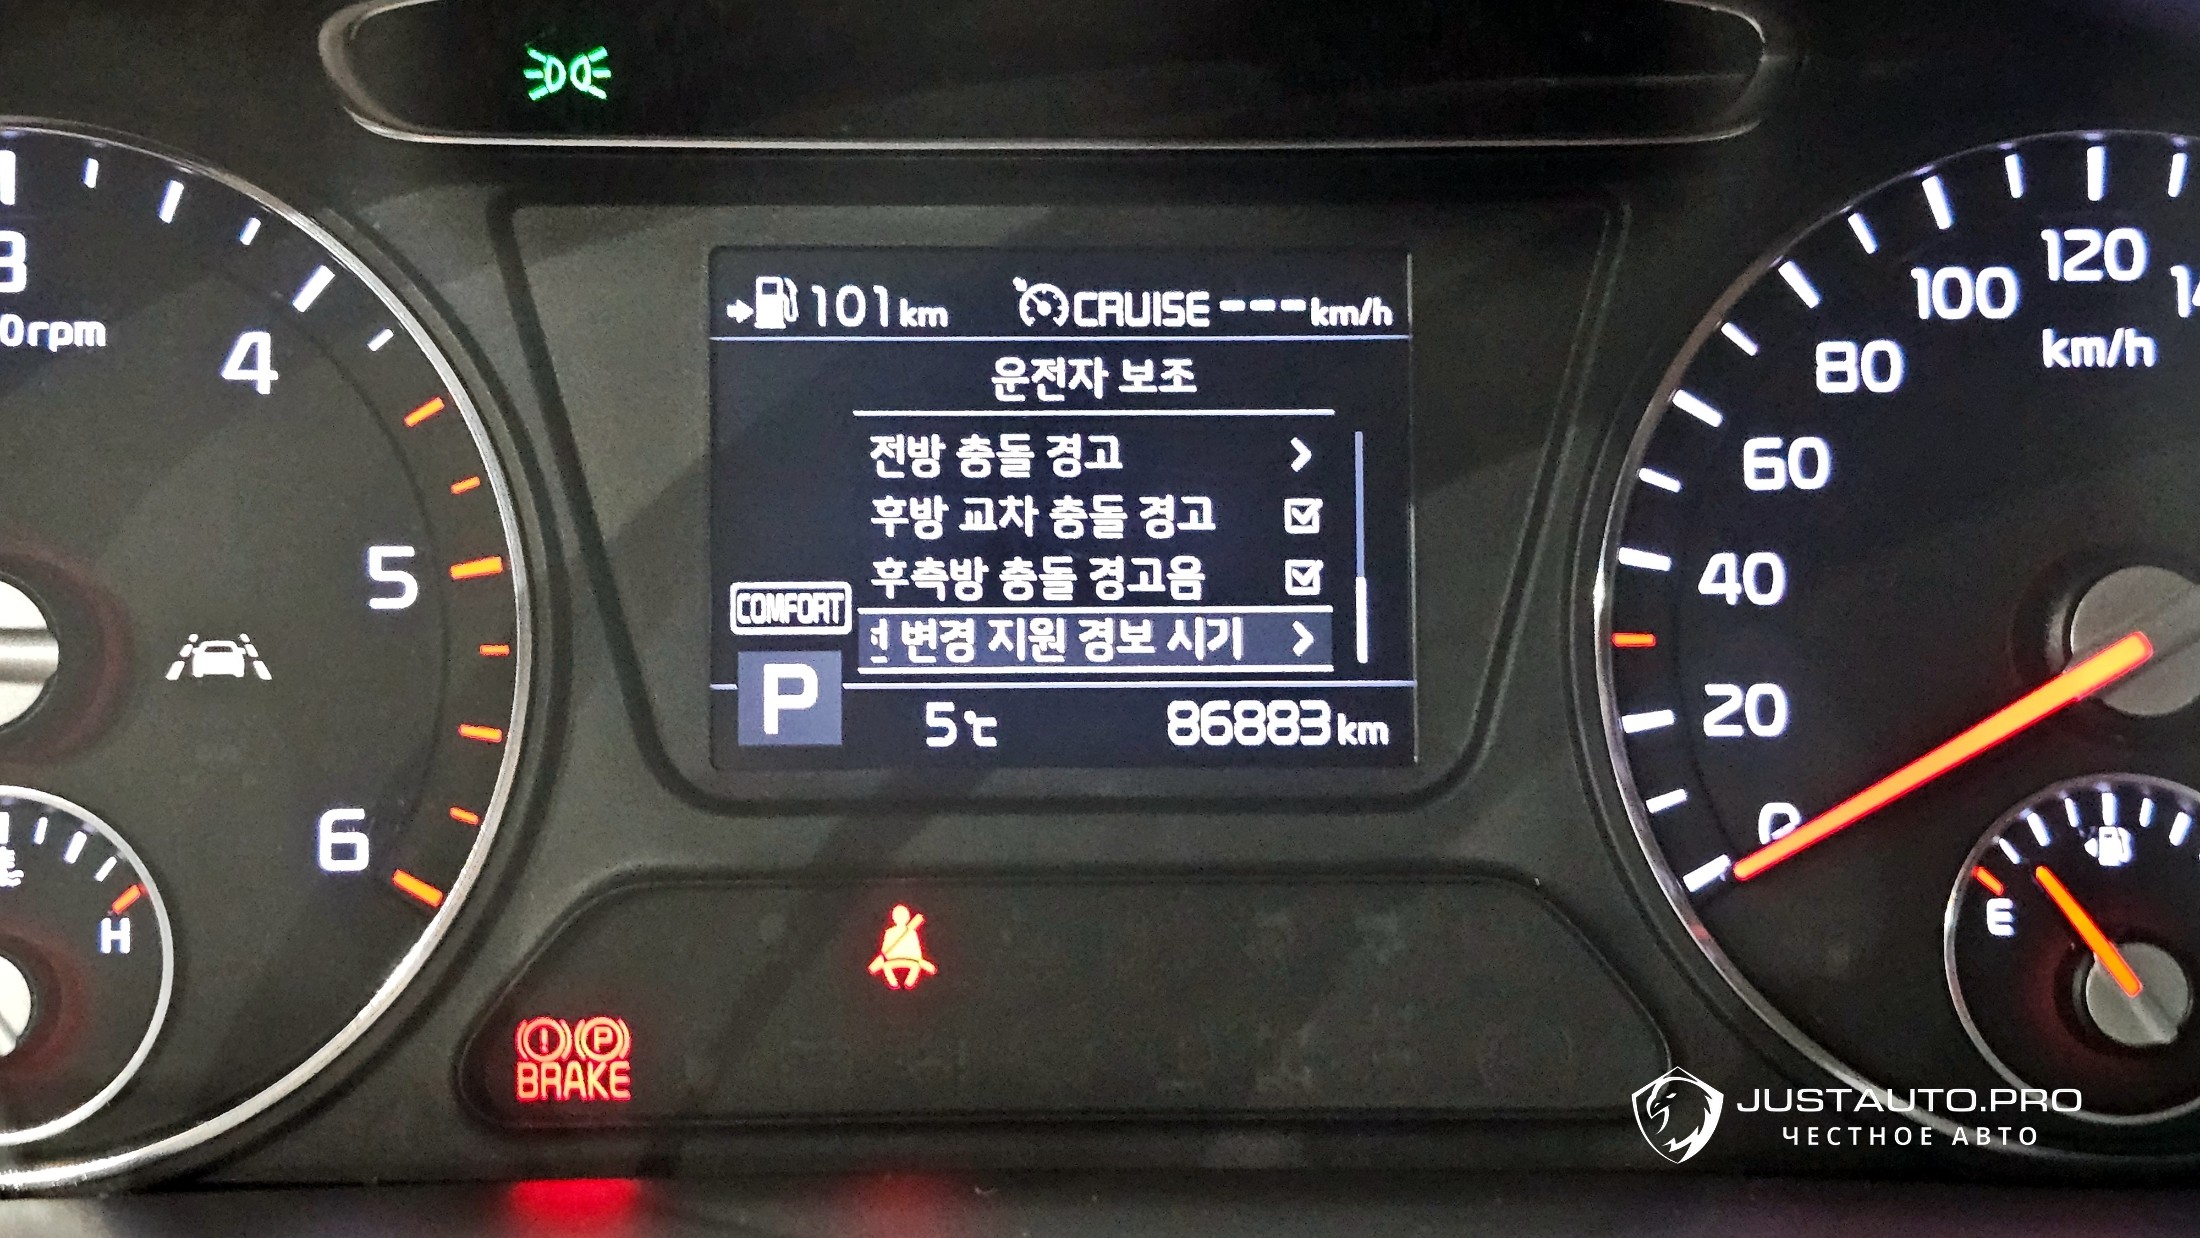 101km CRUISE ---km/h
운전자 보조
전방 충돌 경고
후방 교차 충돌 경고
후측방 충돌 경고음
COMFORT
변경 지원 경보 시기
P
5℃ 86883km
3
0rpm
4
5
6
H
120
100
80
60
40
20
0
km/h
E
BRAKE
P
JUSTAUTO.PRO
ЧЕСТНОЕ АВТО